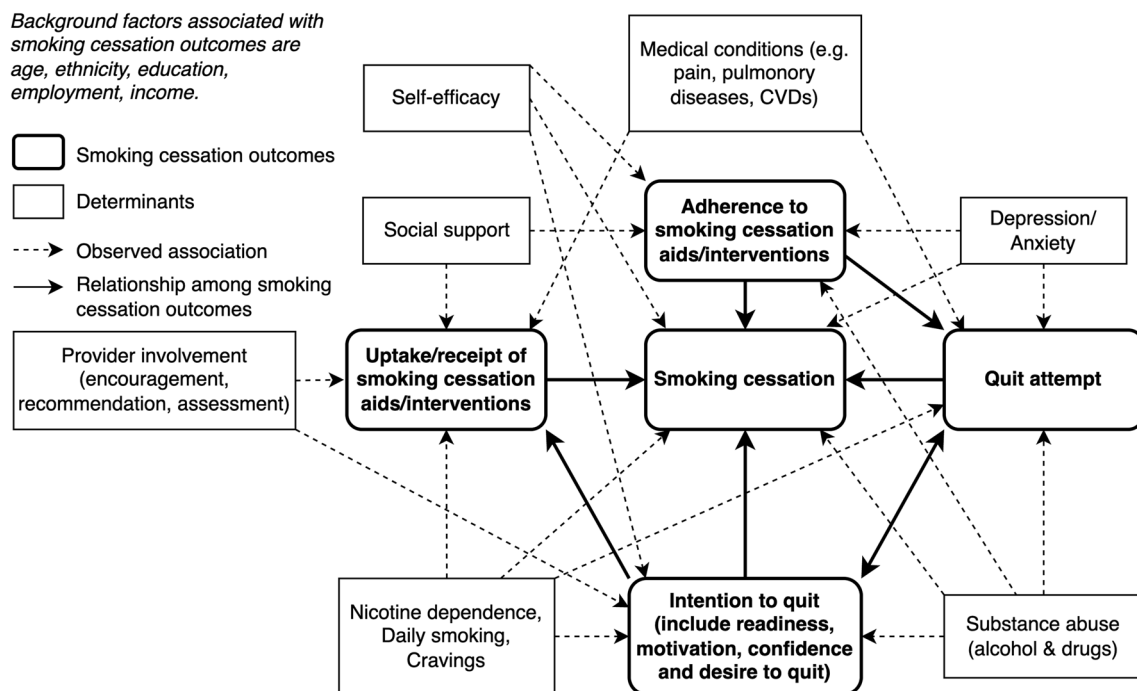 Background factors associated with
smoking cessation outcomes are
age, ethnicity, education,
employment, income.
Smoking cessation outcomes
Determinants
Observed association
Relationship among smoking
cessation outcomes
Self-efficacy
Medical conditions (e.g.
pain, pulmonory
diseases, CVDs)
Social support
Adherence to
smoking cessation
aids/interventions
Depression/
Anxiety
Provider involvement
(encouragement,
recommendation, assessment)
Uptake/receipt of
smoking cessation
aids/interventions
Smoking cessation
Quit attempt
Nicotine dependence,
Daily smoking,
Cravings
Intention to quit
(include readiness,
motivation, confidence
and desire to quit)
Substance abuse
(alcohol & drugs)